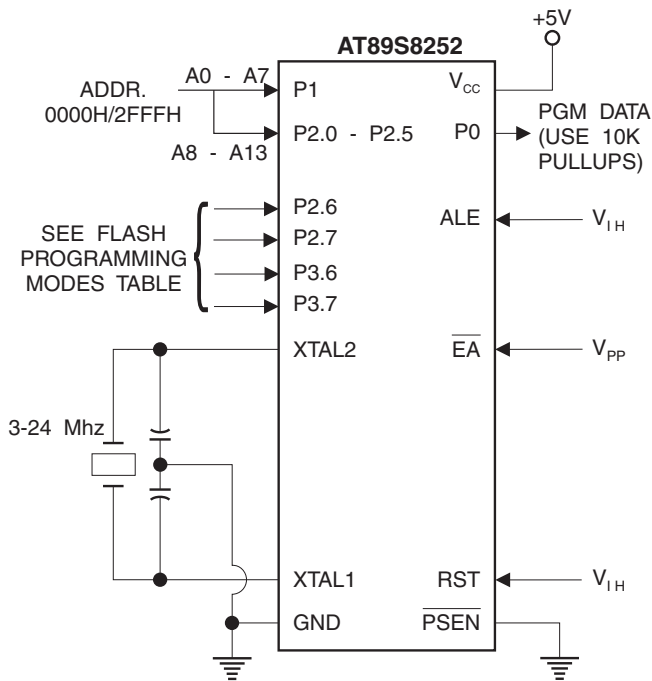 +5V
AT89S8252
A0 - A7
ADDR.
0000H/2FFFH
A8 - A13
P1
P2.0 - P2.5
VCC
P0
PGM DATA
(USE 10K
PULLUPS)
SEE FLASH
PROGRAMMING
MODES TABLE
P2.6
P2.7
P3.6
P3.7
ALE
VIH
XTAL2
EA
VPP
3-24 Mhz
XTAL1
RST
VIH
GND
PSEN